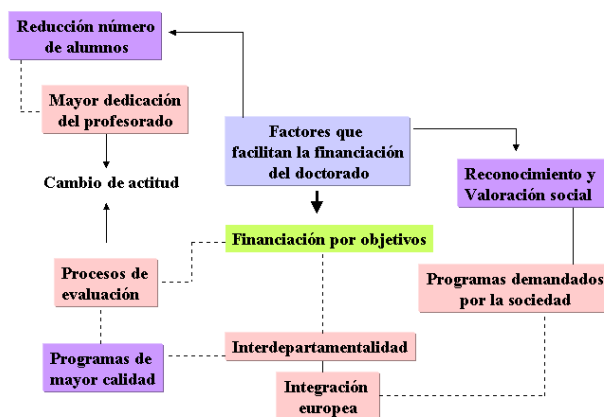 Reducción número
de alumnos
Mayor dedicación
del profesorado
Factores que
facilitan la financiación
del doctorado
Cambio de actitud
Reconocimiento y
Valoración social
Financiación por objetivos
Procesos de
evaluación
Programas demandados
por la sociedad
Programas de
mayor calidad
Interdepartamentalidad
Integración
europea